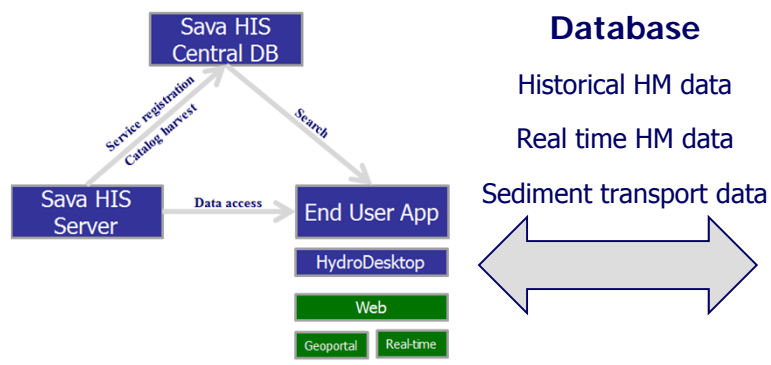 Sava HIS
Central DB
Service registration
Catalog harvest
Search
Sava HIS
Server
Data access
End User App
HydroDesktop
Web
Geoportal
Real-time
Database
Historical HM data
Real time HM data
Sediment transport data